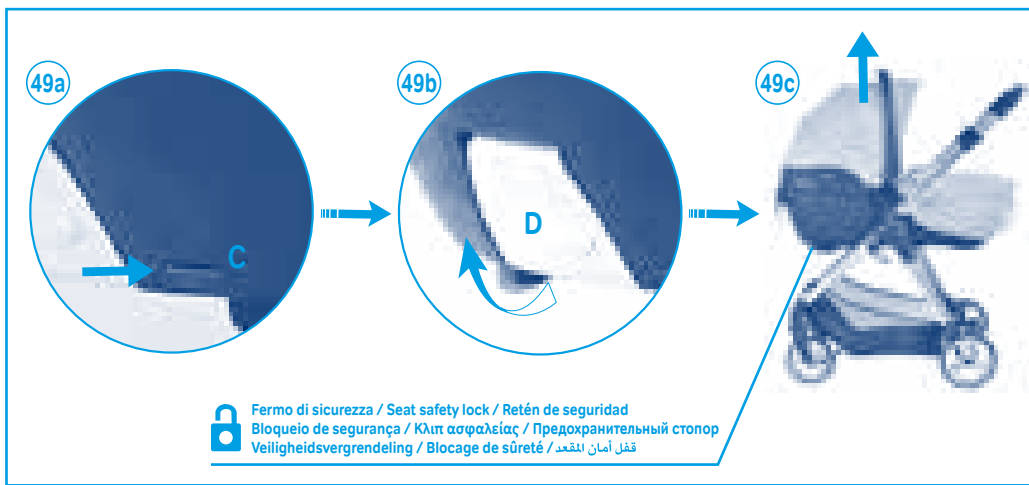 49a
49b
49c
C
D
Fermo di sicurezza / Seat safety lock / Retén de seguridad
Bloqueio de segurança / Κλιπ ασφαλείας / Предохранительный стопор
Veiligheidsvergrendeling / Blocage de sûreté / قفل أمان المقعد